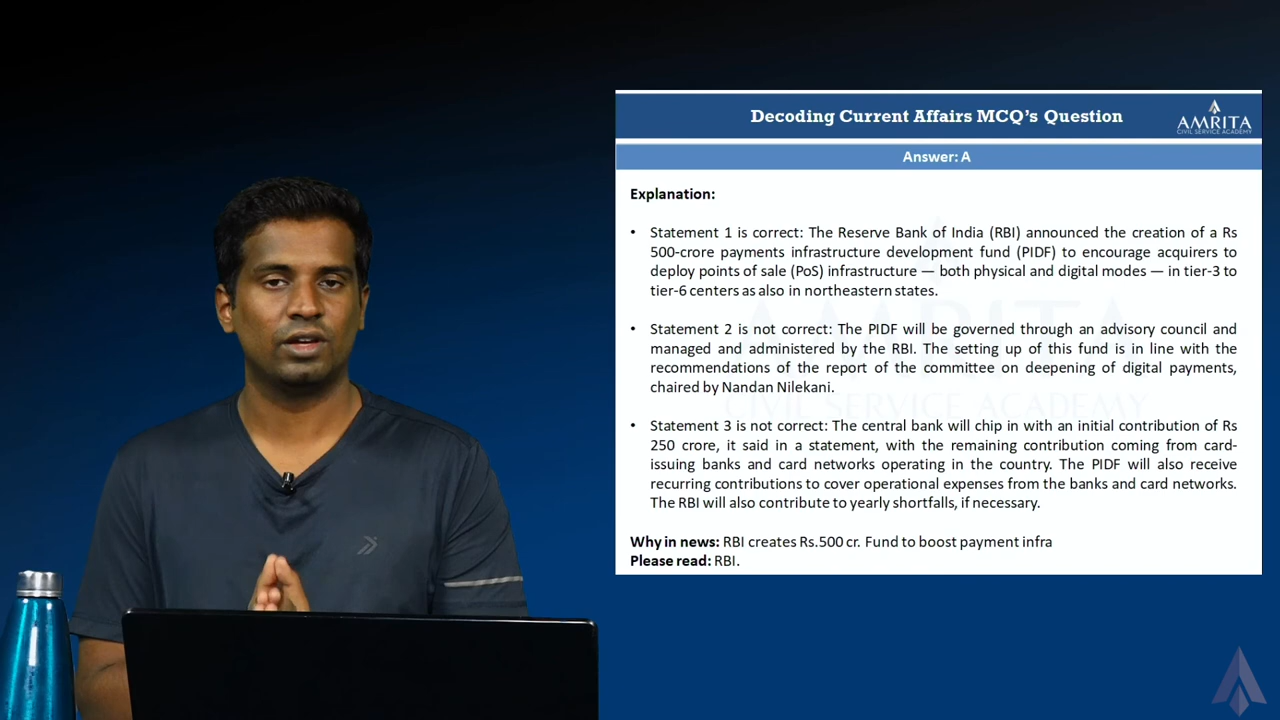 Decoding Current Affairs MCQ's Question
AMRITA
CIVIL SERVICE ACADEMY
Answer: A
Explanation:
• Statement 1 is correct: The Reserve Bank of India (RBI) announced the creation of a Rs
500-crore payments infrastructure development fund (PIDF) to encourage acquirers to
deploy points of sale (PoS) infrastructure — both physical and digital modes — in tier-3 to
tier-6 centers as also in northeastern states.
• Statement 2 is not correct: The PIDF will be governed through an advisory council and
managed and administered by the RBI. The setting up of this fund is in line with the
recommendations of the report of the committee on deepening of digital payments,
chaired by Nandan Nilekani.
• Statement 3 is not correct: The central bank will chip in with an initial contribution of Rs
250 crore, it said in a statement, with the remaining contribution coming from card-
issuing banks and card networks operating in the country. The PIDF will also receive
recurring contributions to cover operational expenses from the banks and card networks.
The RBI will also contribute to yearly shortfalls, if necessary.
Why in news: RBI creates Rs.500 cr. Fund to boost payment infra
Please read: RBI.
AMRITA
CIVIL SERVICE ACADEMY